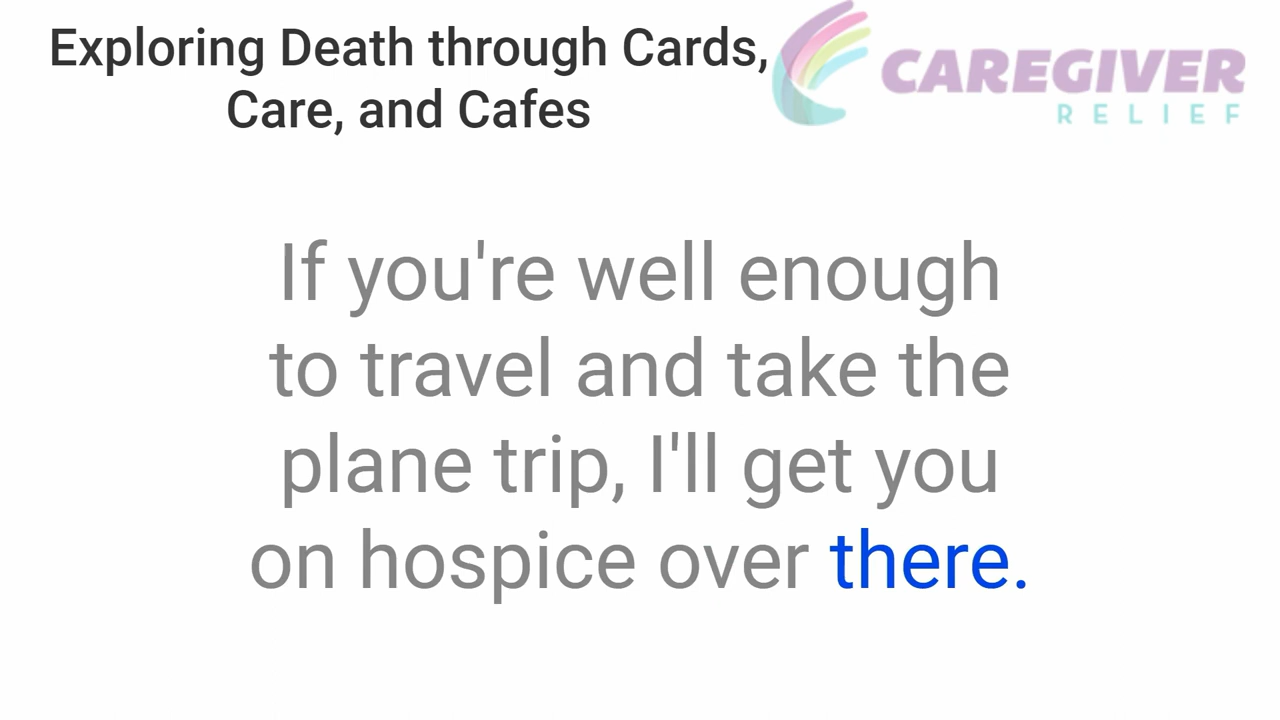 Exploring Death through Cards,
Care, and Cafes
CAREGIVER
RELIEF
If you're well enough
to travel and take the
plane trip, I'll get you
on hospice over there.